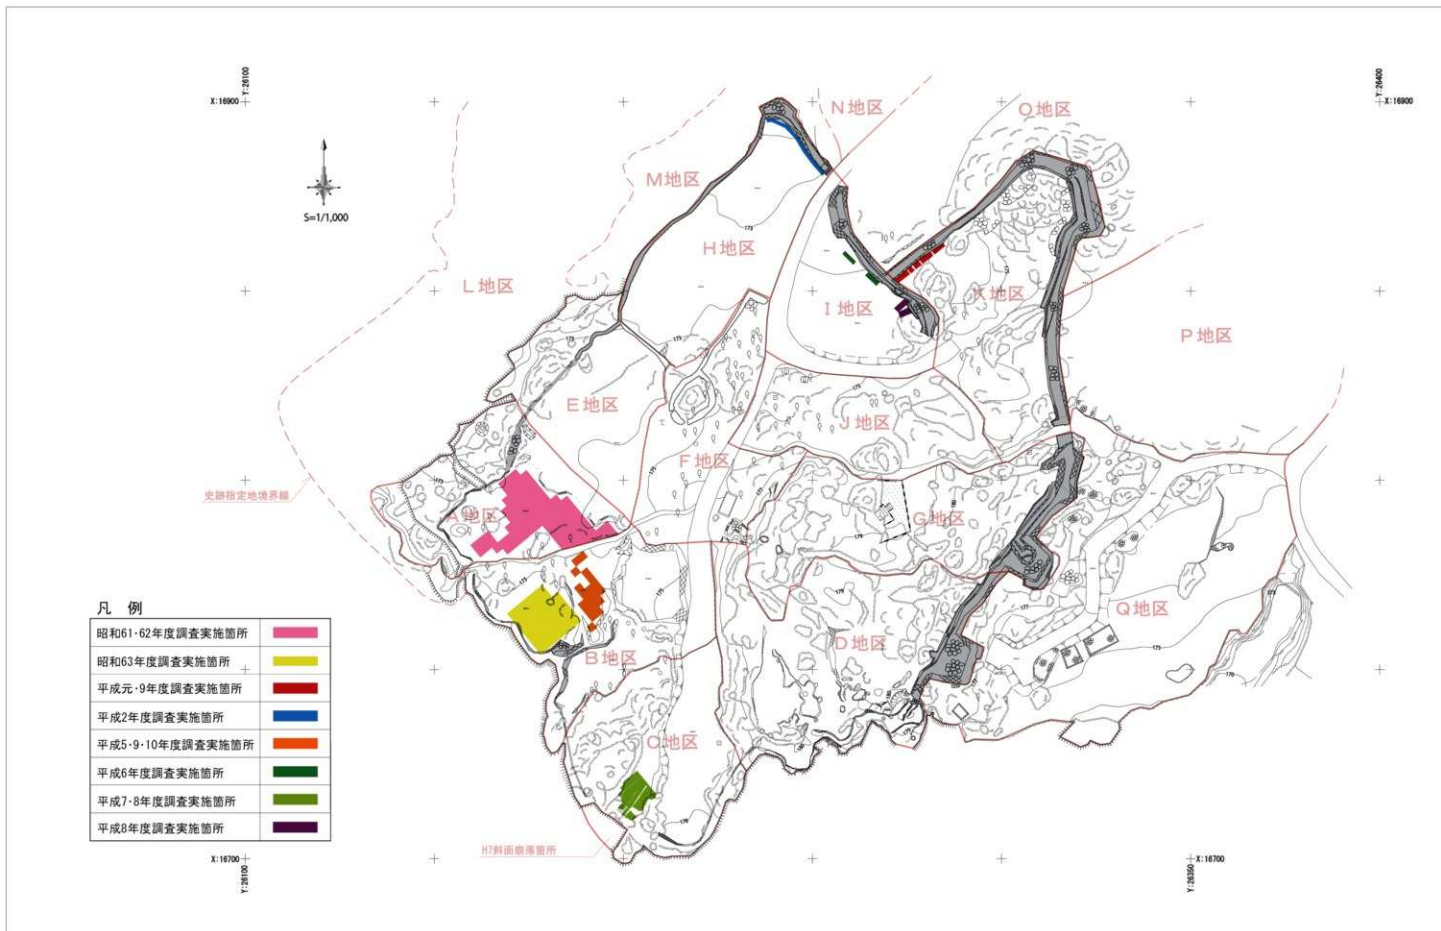 Y:26100
Y:26400
X:16900
X:16900
N地区
O地区
M地区
S=1/1,000
H地区
L地区
I地区
K地区
P地区
E地区
J地区
F地区
史跡指定地境界線
A地区
G地区
Q地区
D地区
B地区
C地区
凡 例
昭和61・62年度調査実施箇所
昭和63年度調査実施箇所
平成元・9年度調査実施箇所
平成2年度調査実施箇所
平成5・9・10年度調査実施箇所
平成6年度調査実施箇所
平成7・8年度調査実施箇所
平成8年度調査実施箇所
H7斜面崩落箇所
X:16700
X:16700
Y:26100
Y:26350